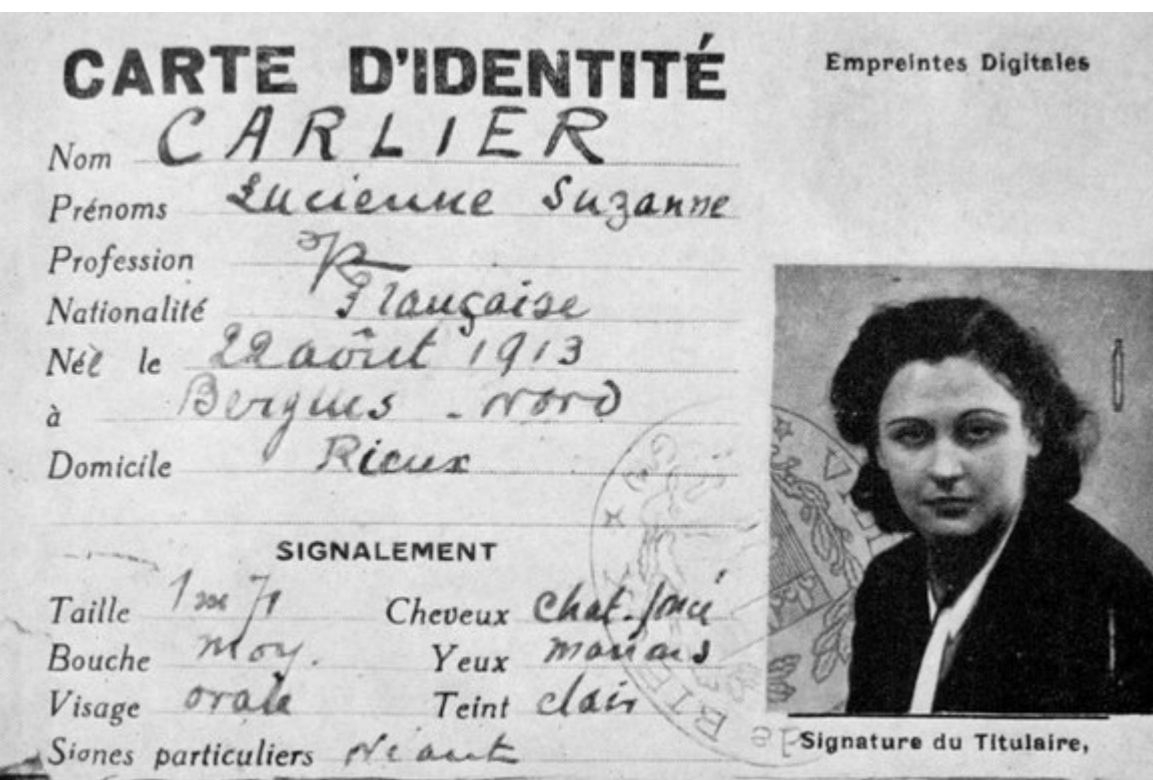 CARTE D'IDENTITÉ
Empreintes Digitales
Nom CARLIER
Prénoms Lucienne Suzanne
Profession
Nationalité Française
Née le 22 août 1913
à Bergues - Nord
Domicile Rieux
SIGNALEMENT
Taille 1m 71 Cheveux chat. foncé
Bouche moy. Yeux marrons
Visage ovale Teint clair
Signes particuliers Néant
Signature du Titulaire,